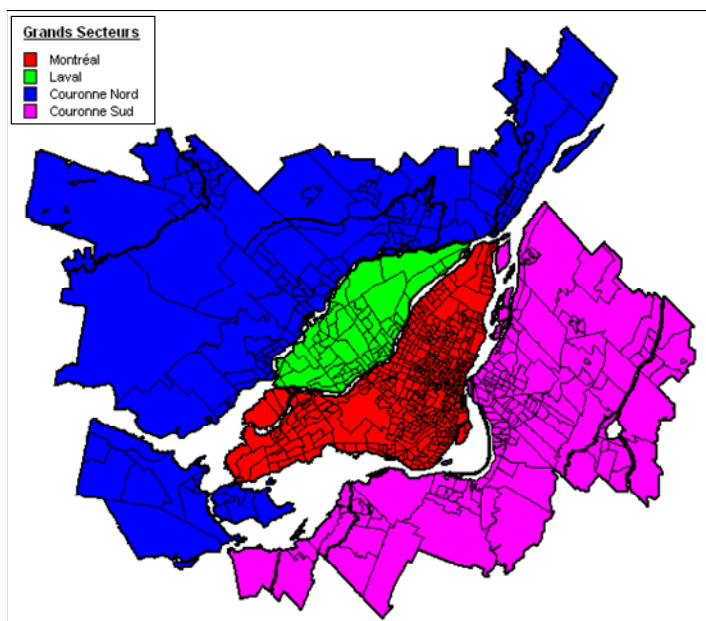 Grands Secteurs
Montréal
Laval
Couronne Nord
Couronne Sud